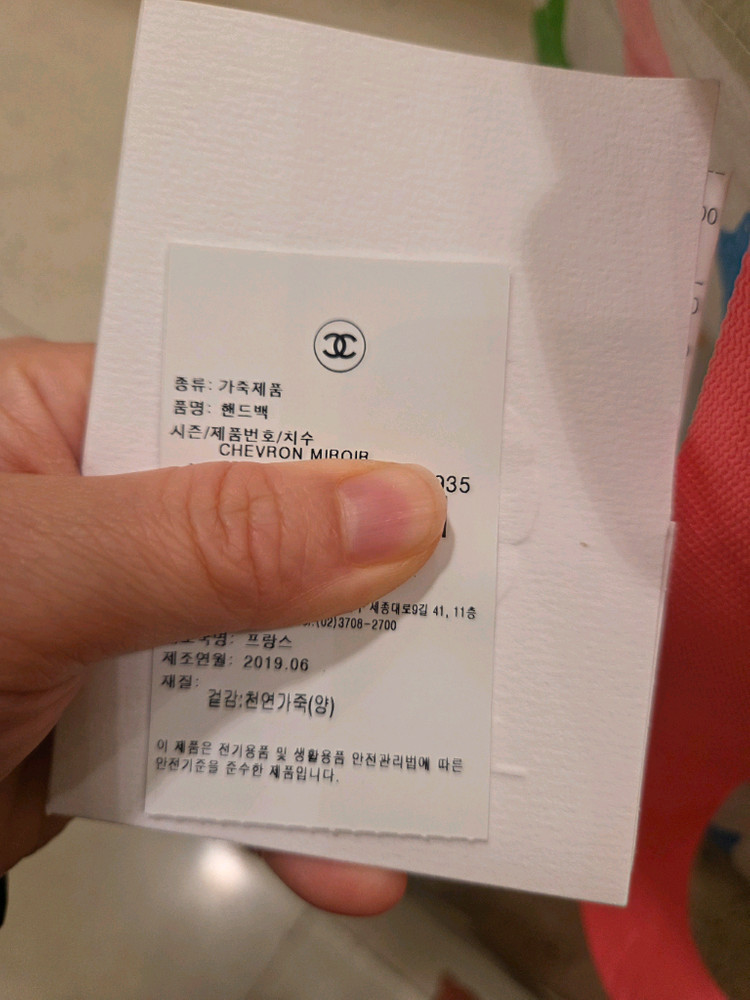 종류: 가죽제품
품명: 핸드백
시즌/제품번호/치수
CHEVRON MIROIR
935
세종대로9길 41, 11층
(02)3708-2700
프랑스
제조연월: 2019.06
재질:
겉감;천연가죽(양)
이 제품은 전기용품 및 생활용품 안전관리법에 따른
안전기준을 준수한 제품입니다.